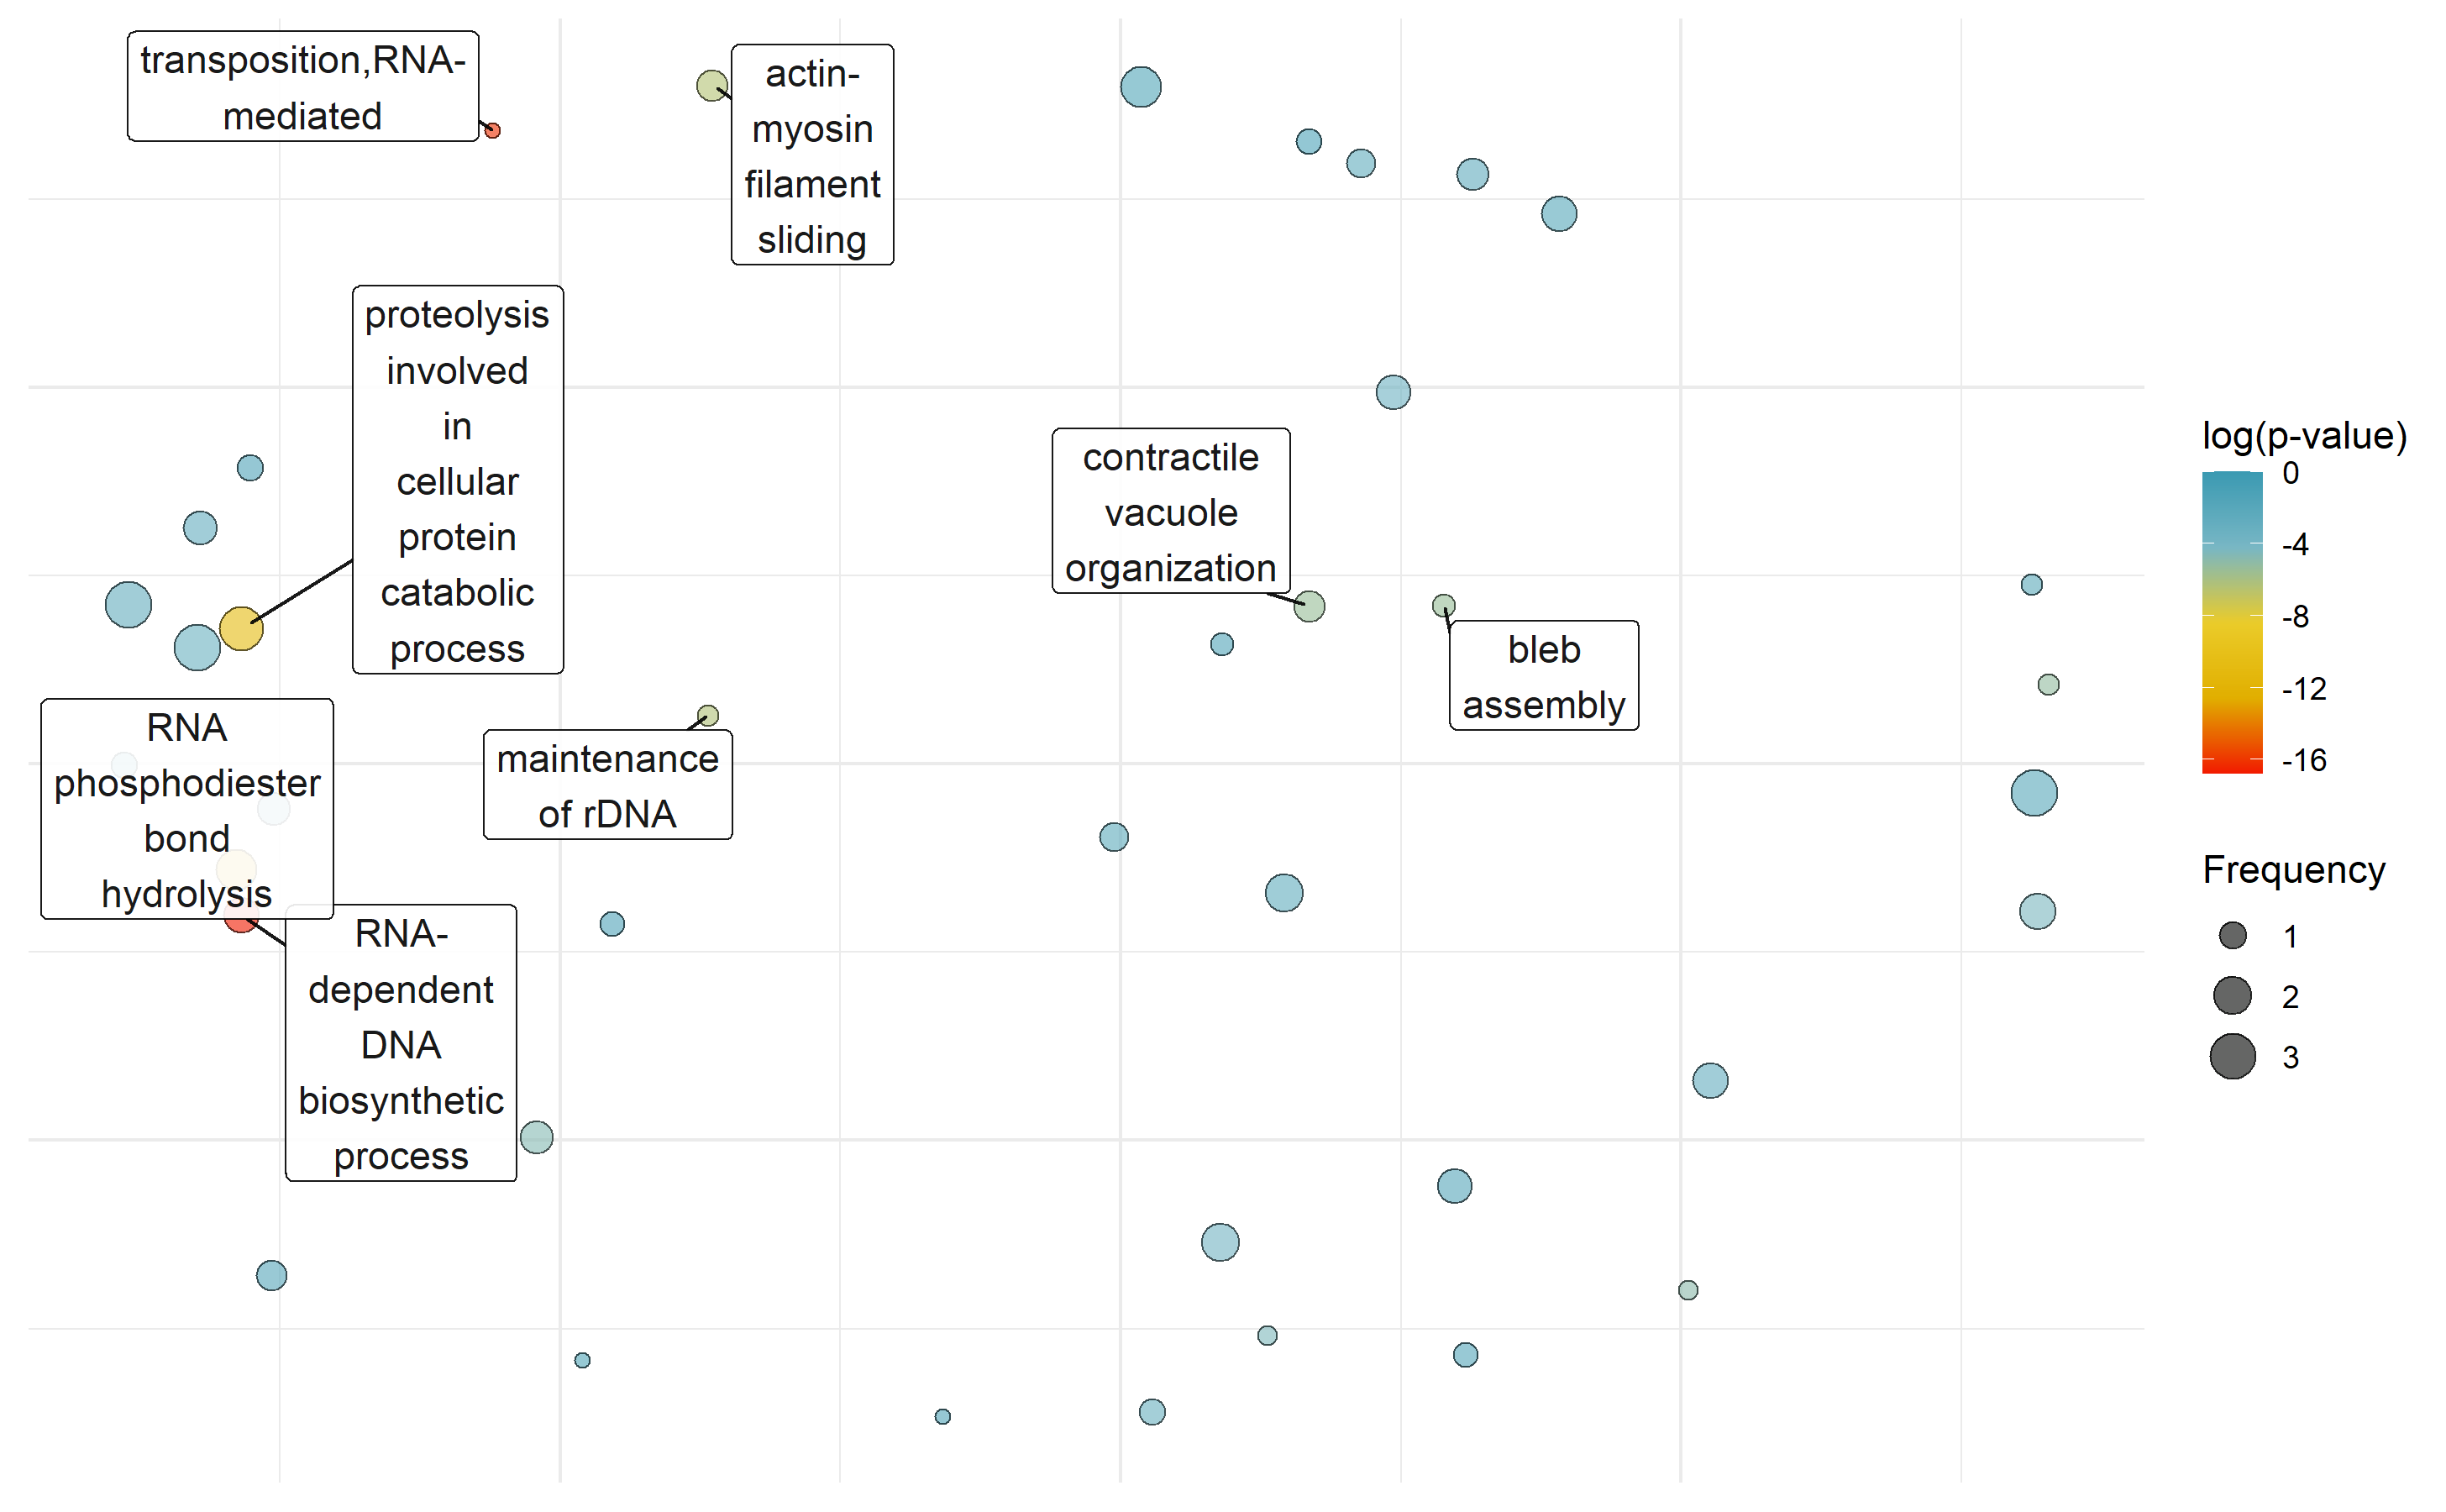 transposition,RNA-
mediated
actin-
myosin
filament
sliding
proteolysis
involved
in
cellular
protein
catabolic
process
contractile
vacuole
organization
bleb
assembly
RNA
phosphodiester
bond
hydrolysis
maintenance
of rDNA
RNA-
dependent
DNA
biosynthetic
process
log(p-value)
0
-4
-8
-12
-16
Frequency
1
2
3